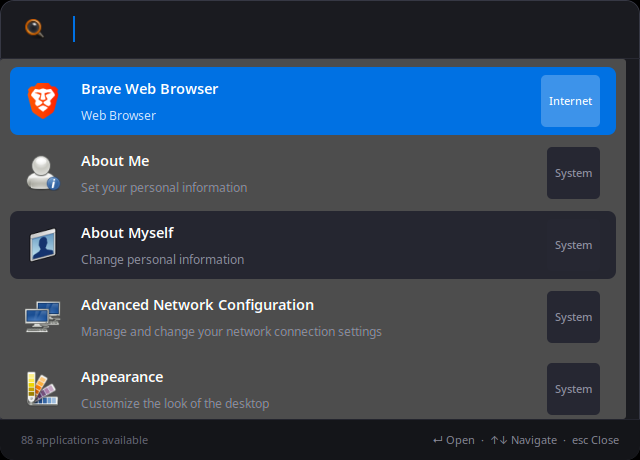 Brave Web Browser
Web Browser
Internet
About Me
Set your personal information
System
About Myself
Change personal information
System
Advanced Network Configuration
Manage and change your network connection settings
System
Appearance
Customize the look of the desktop
System
88 applications available
↵ Open · ↑↓ Navigate · esc Close